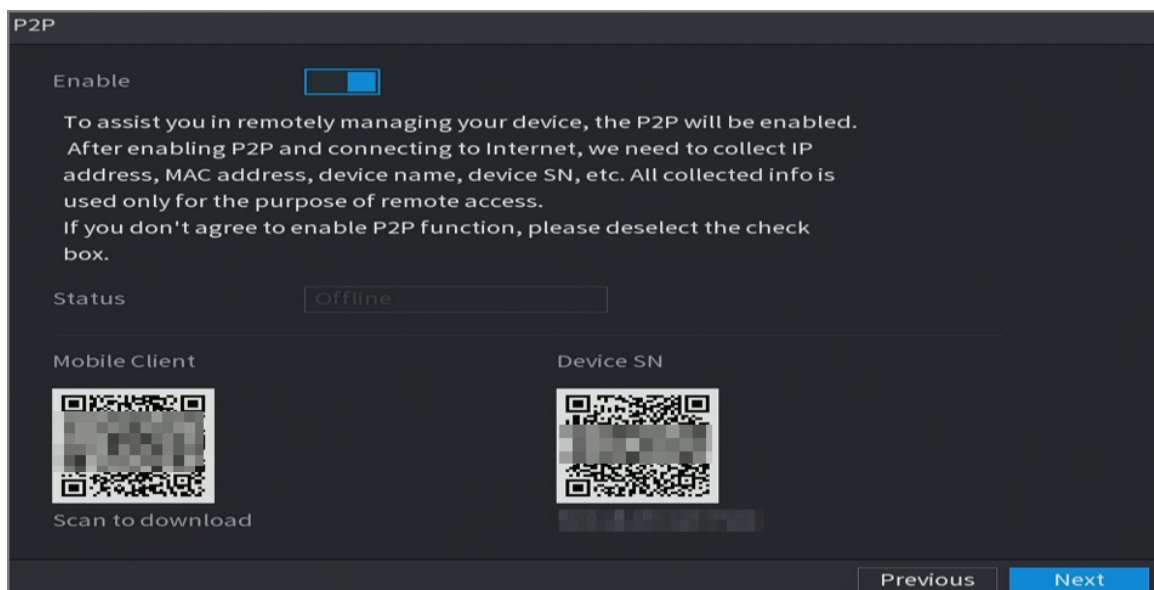 P2P
Enable
To assist you in remotely managing your device, the P2P will be enabled.
After enabling P2P and connecting to Internet, we need to collect IP
address, MAC address, device name, device SN, etc. All collected info is
used only for the purpose of remote access.
If you don't agree to enable P2P function, please deselect the check
box.
Status Offline
Mobile Client Device SN
Scan to download
Previous Next